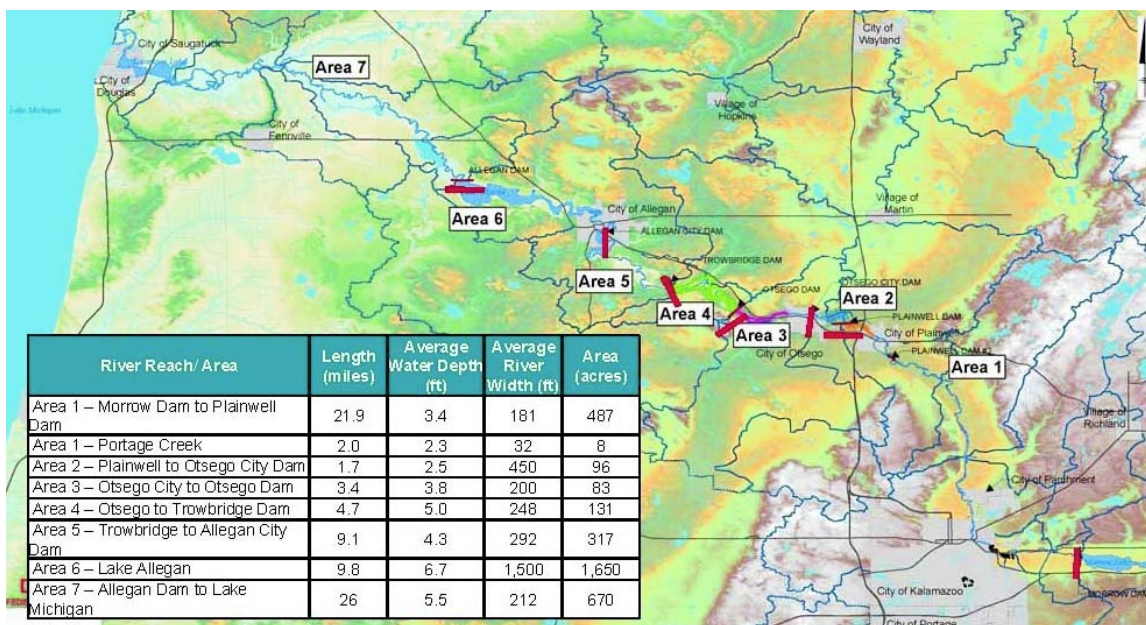 City of Saugatuck
City of
Douglas
Lake Michigan
Area 7
City of
Fennville
City of
Wayland
Village of
Hopkins
ALLEGAN DAM
Area 6
City of Allegan
ALLEGAN CITY DAM
Village of
Martin
Area 5
TROWBRIDGE DAM
Area 4
OTSEGO DAM
Area 3
OTSEGO CITY DAM
Area 2
PLAINWELL DAM
City of Plainwell
City of Otsego
PLAINWELL DAM #2
Area 1
Village of
Richland
City of Parchment
City of Kalamazoo
MORROW DAM
City of Portage
River Reach/ Area Length (miles) Average Water Depth (ft) Average River Width (ft) Area (acres)
Area 1 – Morrow Dam to Plainwell Dam 21.9 3.4 181 487
Area 1 – Portage Creek 2.0 2.3 32 8
Area 2 – Plainwell to Otsego City Dam 1.7 2.5 450 96
Area 3 – Otsego City to Otsego Dam 3.4 3.8 200 83
Area 4 – Otsego to Trowbridge Dam 4.7 5.0 248 131
Area 5 – Trowbridge to Allegan City Dam 9.1 4.3 292 317
Area 6 – Lake Allegan 9.8 6.7 1,500 1,650
Area 7 – Allegan Dam to Lake Michigan 26 5.5 212 670